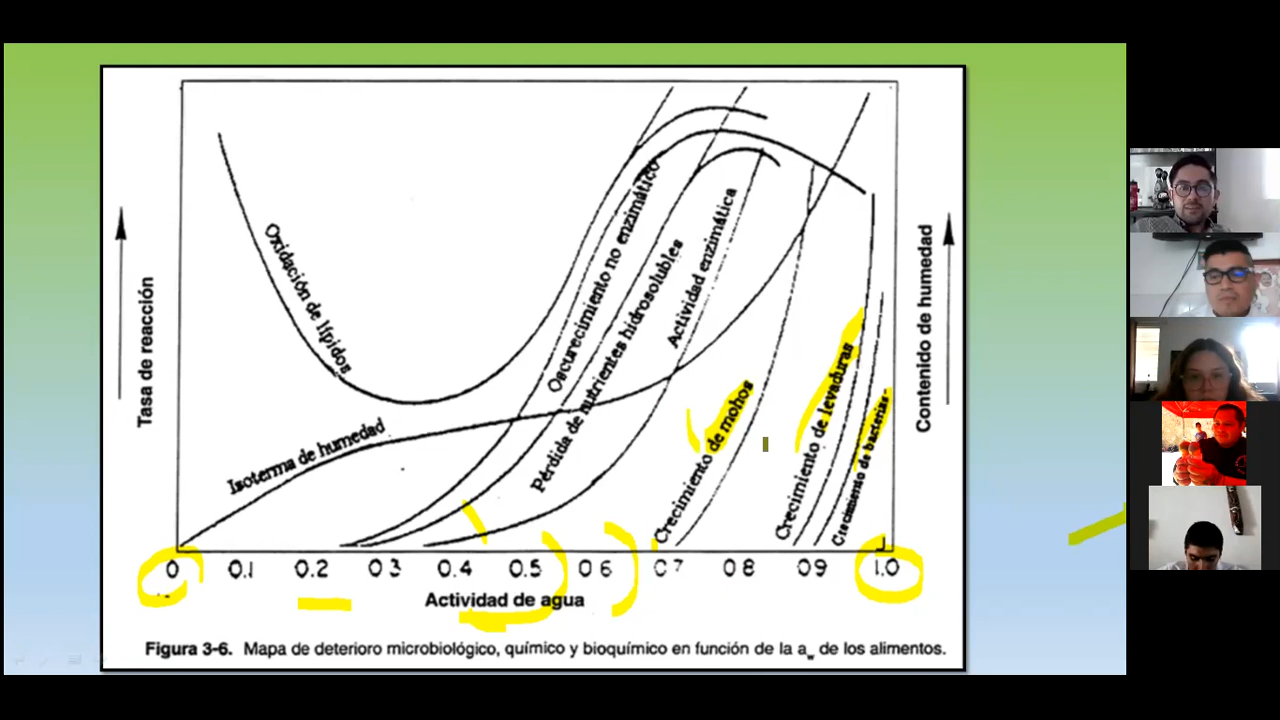 Oxidación de lípidos
Isoterma de humedad
Oscurecimiento no enzimático
Pérdida de nutrientes hidrosolubles
Actividad enzimática
Crecimiento de mohos
Crecimiento de levaduras
Crecimiento de bacterias
Tasa de reacción
Contenido de humedad
0 0.1 0.2 0.3 0.4 0.5 0.6 0.7 0.8 0.9 1.0
Actividad de agua
Figura 3-6. Mapa de deterioro microbiológico, químico y bioquímico en función de la aw de los alimentos.